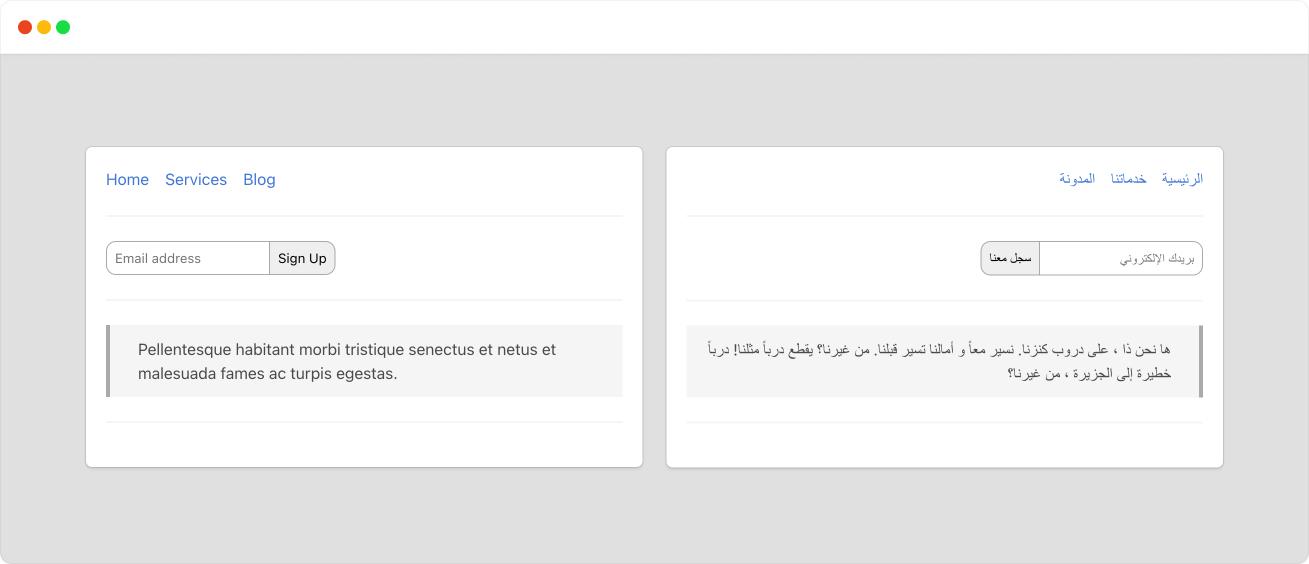 Home Services Blog
Email address Sign Up
Pellentesque habitant morbi tristique senectus et netus et
malesuada fames ac turpis egestas.
الرئيسية خدماتنا المدونة
بريدك الإلكتروني سجل معنا
ها نحن ذا ، على دروب كنزنا. نسير معاً و أمالنا تسير قبلنا. من غيرنا؟ يقطع درباً مثلنا! درباً
خطيرة إلى الجزيرة ، من غيرنا؟